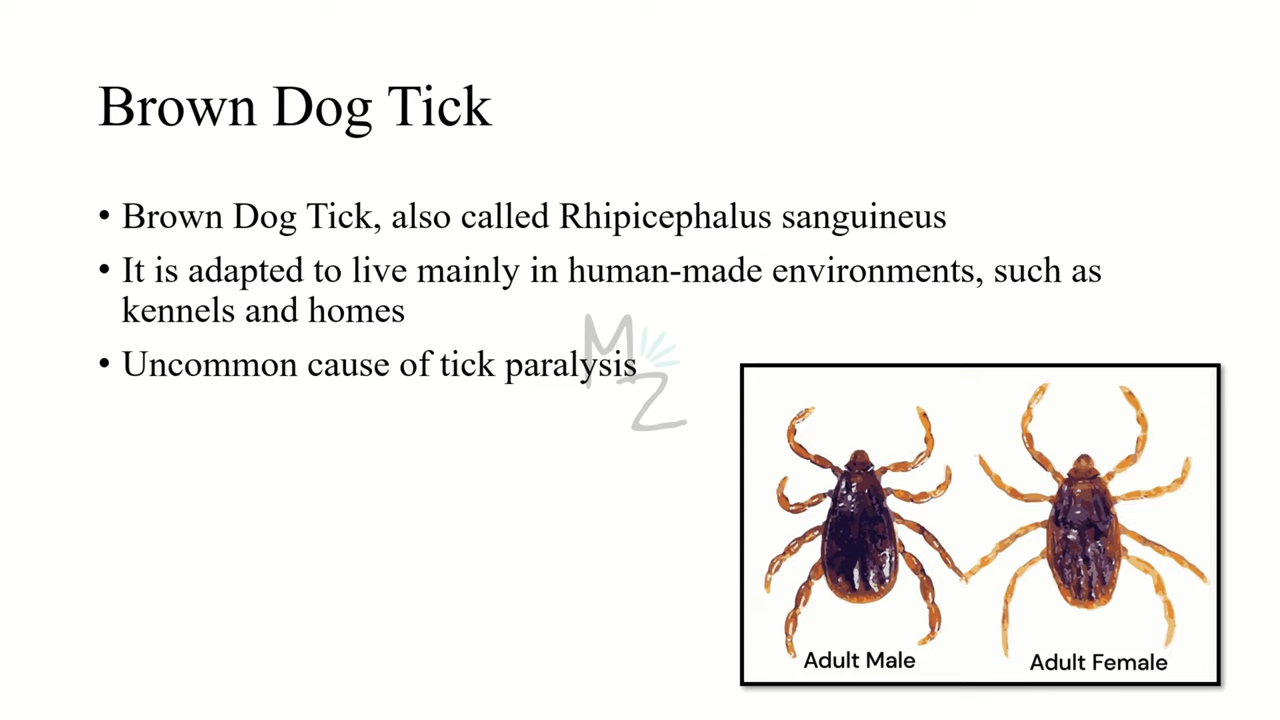 Brown Dog Tick
• Brown Dog Tick, also called Rhipicephalus sanguineus
• It is adapted to live mainly in human-made environments, such as
kennels and homes
• Uncommon cause of tick paralysis
MZ
Adult Male
Adult Female